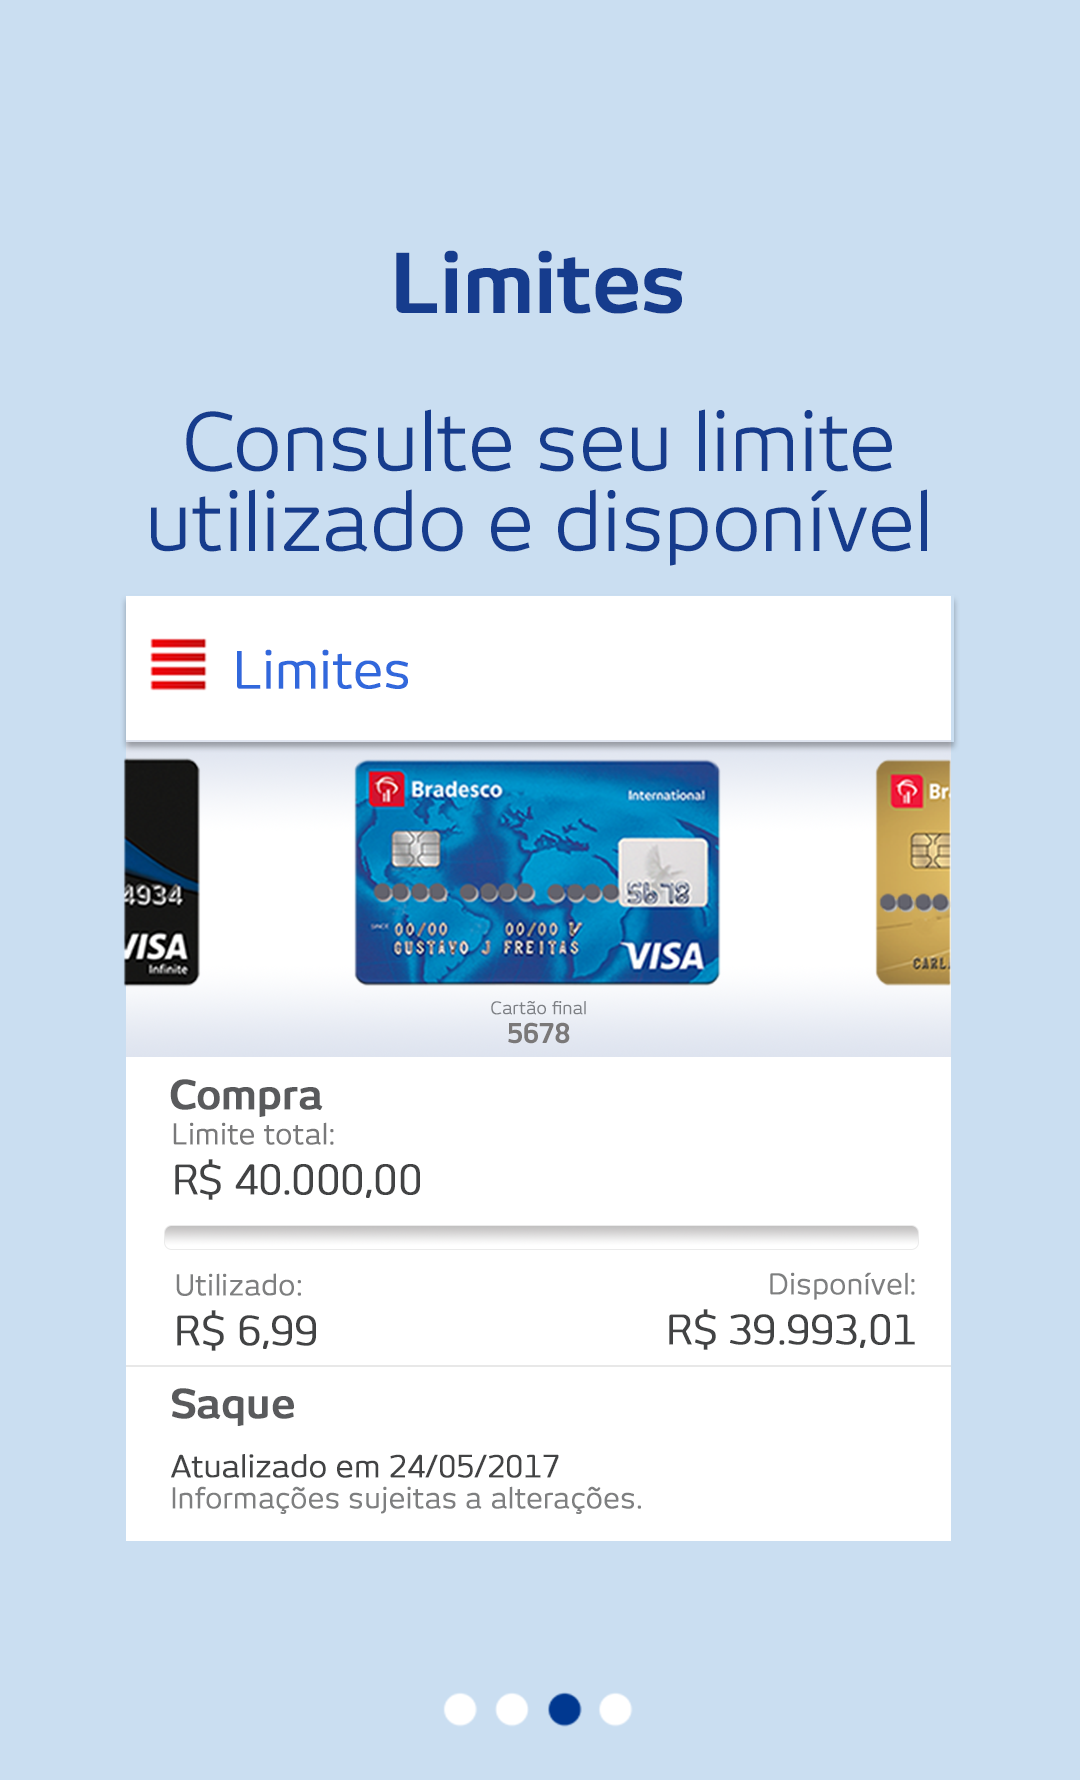 Limites
Consulte seu limite
utilizado e disponível
Limites
4934
VISA
Infinite
Bradesco
International
5678
SINCE 00/00 00/00 V
GUSTAVO J FREITAS
VISA
Cartão final
5678
Compra
Limite total:
R$ 40.000,00
Utilizado:
Disponível:
R$ 6,99
R$ 39.993,01
Saque
Atualizado em 24/05/2017
Informações sujeitas a alterações.